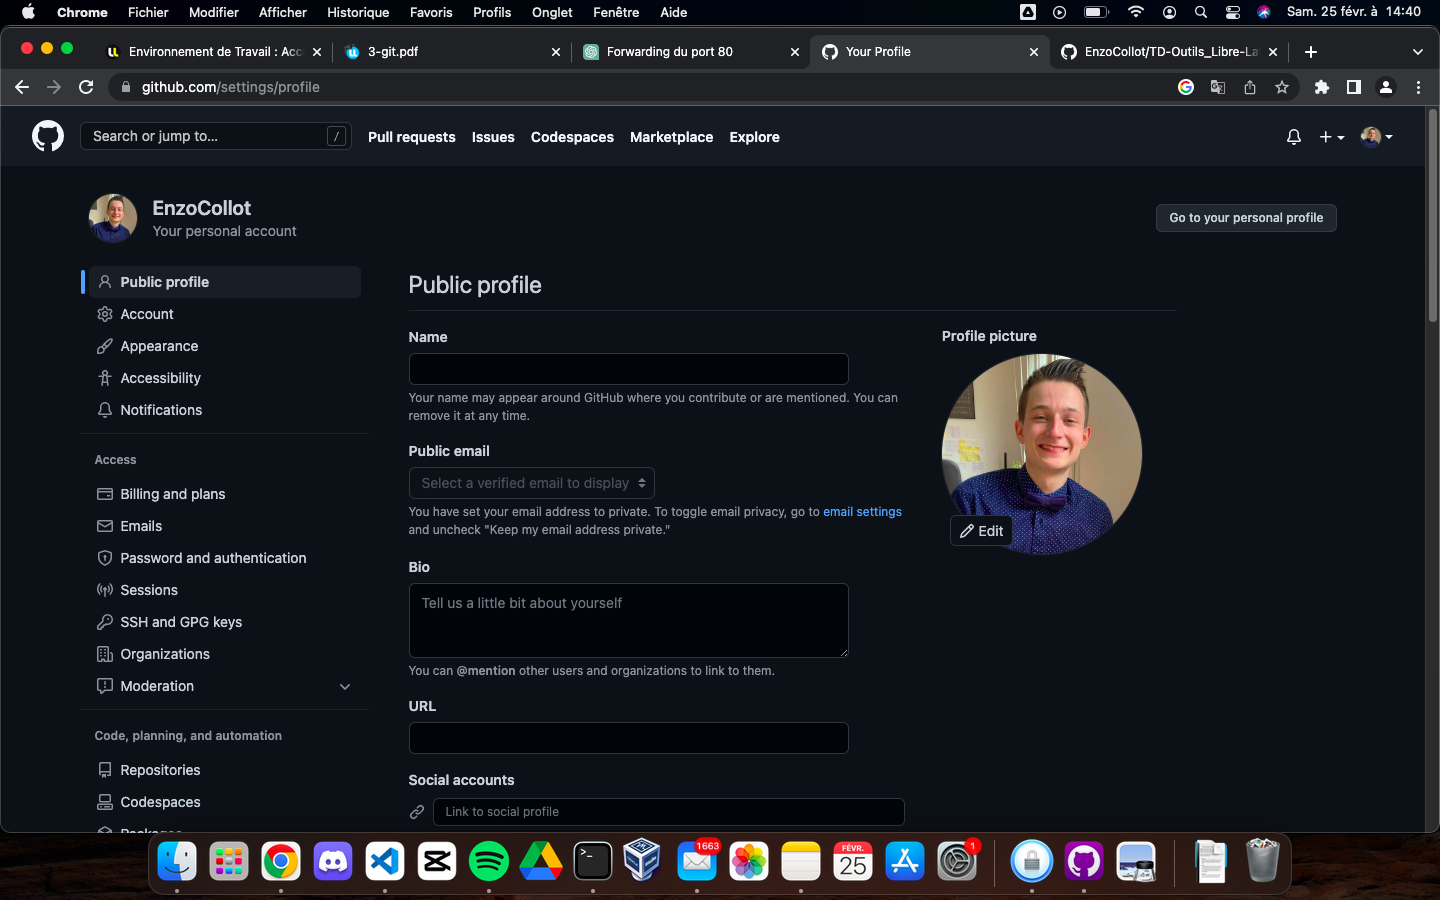 Chrome Fichier Modifier Afficher Historique Favoris Profils Onglet Fenêtre Aide Sam. 25 févr. à 14:40
Environnement de Travail : Acc 3-git.pdf Forwarding du port 80 Your Profile EnzoCollot/TD-Outils_Libre-La
github.com/settings/profile
Search or jump to... / Pull requests Issues Codespaces Marketplace Explore
EnzoCollot
Your personal account
Go to your personal profile
Public profile
Account
Appearance
Accessibility
Notifications
Access
Billing and plans
Emails
Password and authentication
Sessions
SSH and GPG keys
Organizations
Moderation
Code, planning, and automation
Repositories
Codespaces
Packages
Public profile
Name
Your name may appear around GitHub where you contribute or are mentioned. You can
remove it at any time.
Public email
Select a verified email to display
You have set your email address to private. To toggle email privacy, go to email settings
and uncheck "Keep my email address private."
Bio
Tell us a little bit about yourself
You can @mention other users and organizations to link to them.
URL
Social accounts
Link to social profile
Profile picture
Edit
1663
FÉVR.
25
1